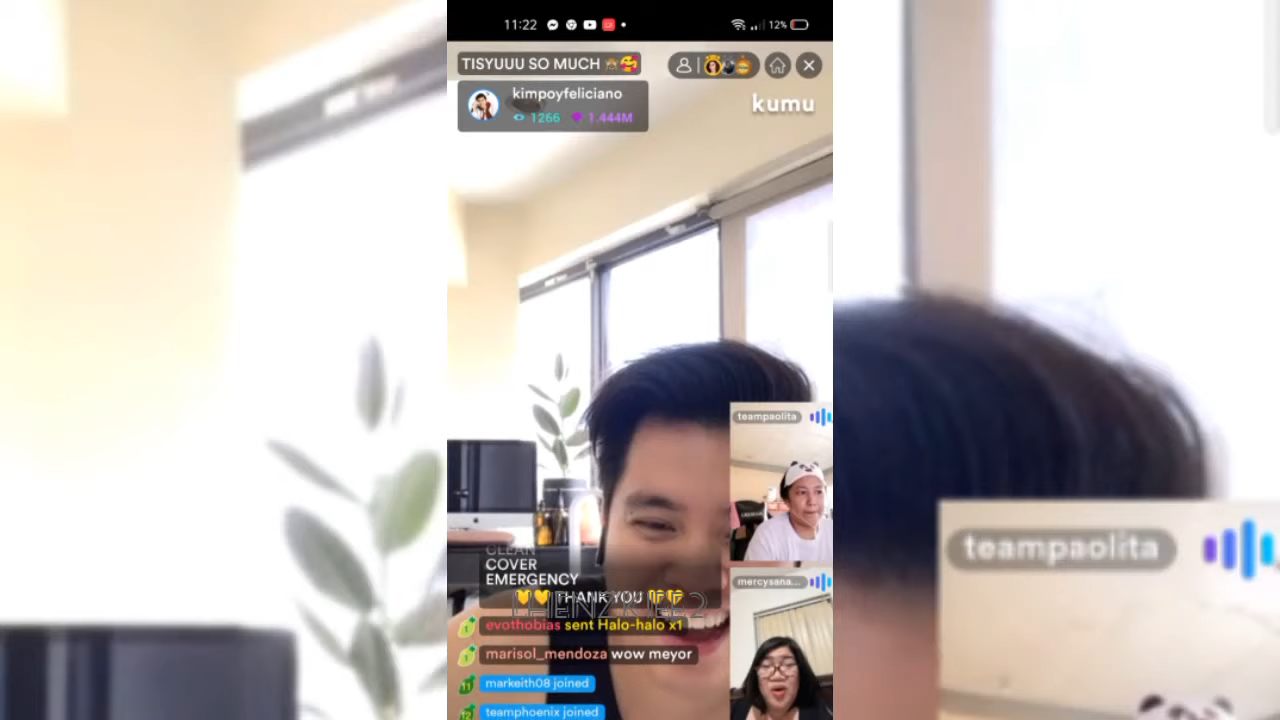 11:22
12%
TISYUUU SO MUCH
kimpoyfeliciano
1266 1.444M
kumu
teampaolita
teampaolita
CLEAN
COVER
EMERGENCY
THANK YOU
mercysana...
evothobias sent Halo-halo x1
marisol_mendoza wow meyor
markeith08 joined
teamphoenix joined